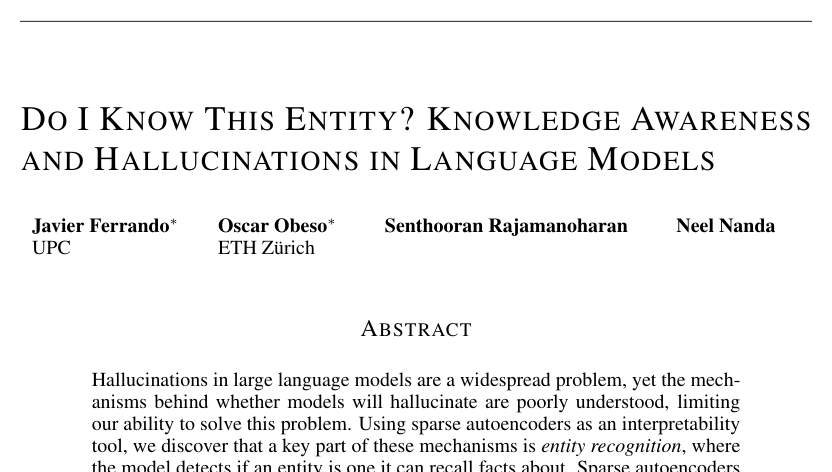 DO I KNOW THIS ENTITY? KNOWLEDGE AWARENESS
AND HALLUCINATIONS IN LANGUAGE MODELS
Javier Ferrando* Oscar Obeso* Senthooran Rajamanoharan Neel Nanda
UPC ETH Zürich
ABSTRACT
Hallucinations in large language models are a widespread problem, yet the mech-
anisms behind whether models will hallucinate are poorly understood, limiting
our ability to solve this problem. Using sparse autoencoders as an interpretability
tool, we discover that a key part of these mechanisms is entity recognition, where
the model detects if an entity is one it can recall facts about. Sparse autoencoders